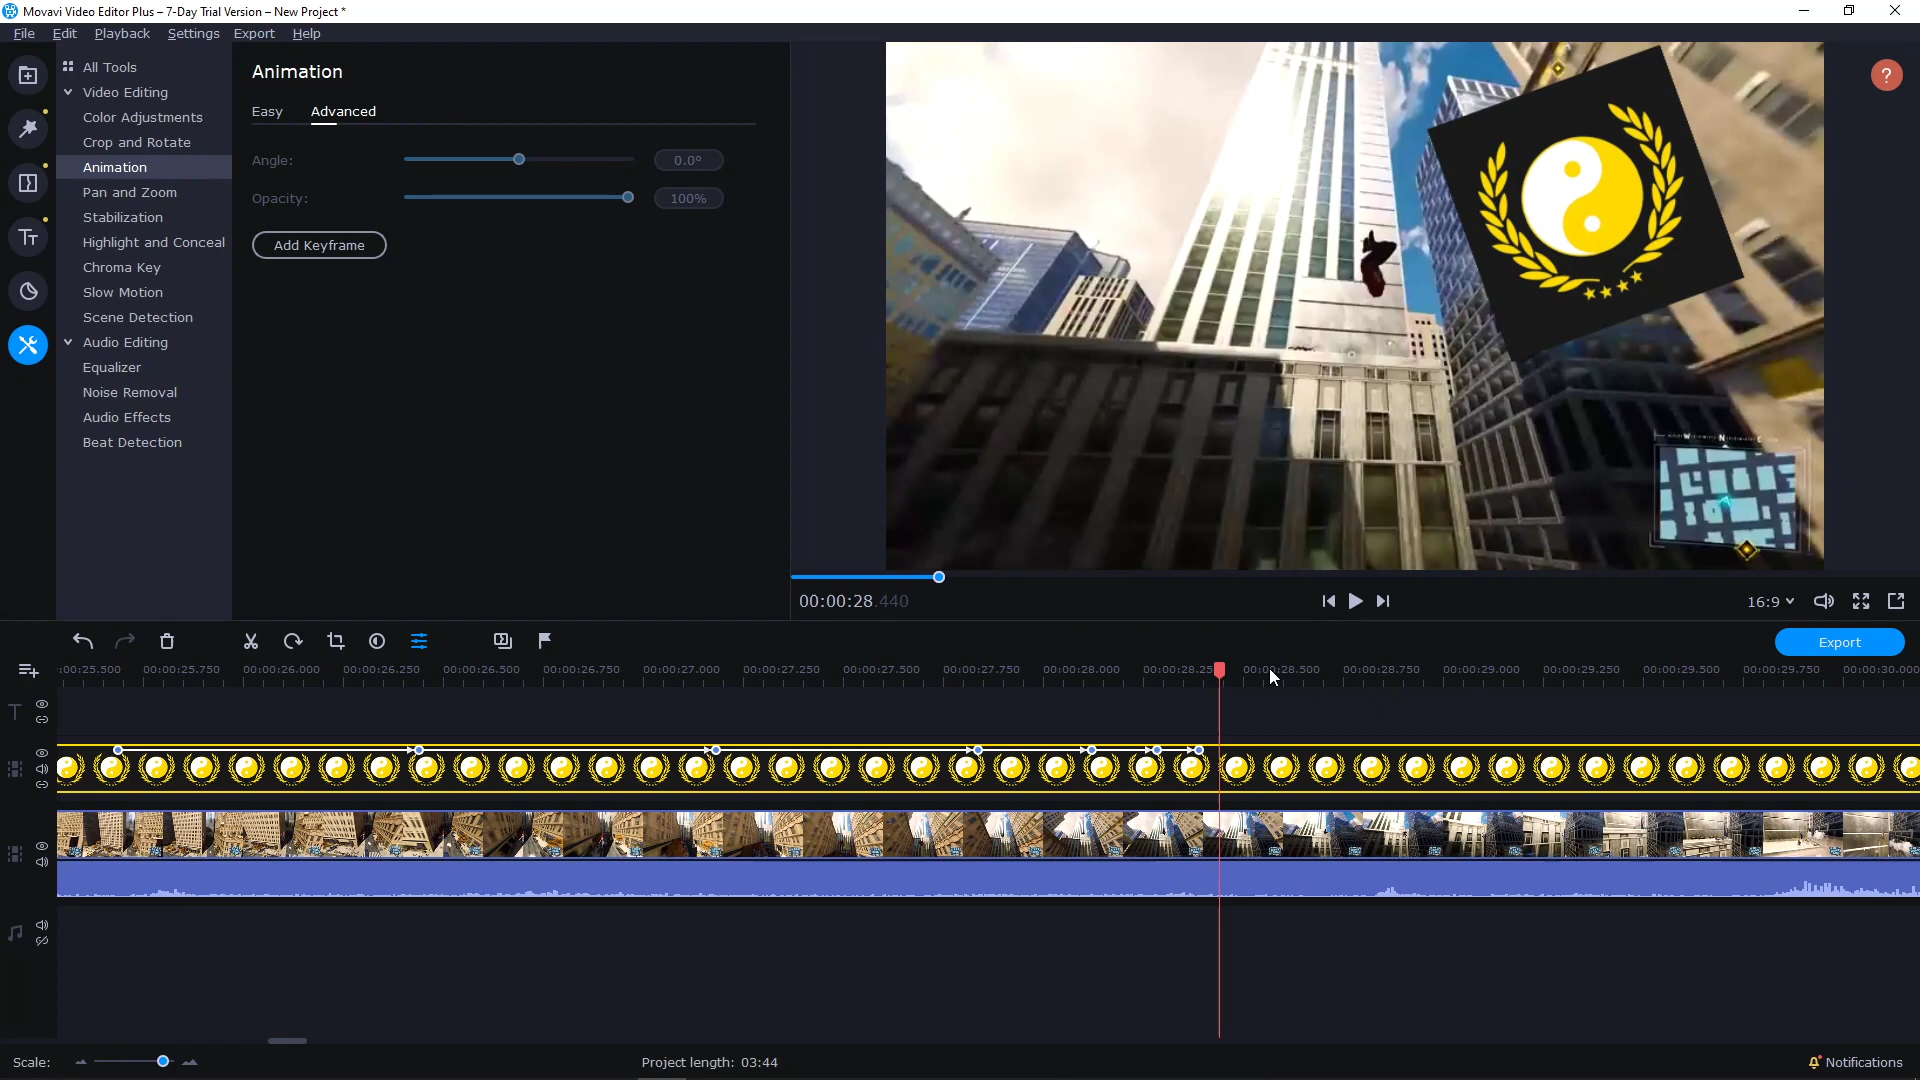 Movavi Video Editor Plus – 7-Day Trial Version – New Project *
File Edit Playback Settings Export Help
All Tools
Video Editing
Color Adjustments
Crop and Rotate
Animation
Pan and Zoom
Stabilization
Highlight and Conceal
Chroma Key
Slow Motion
Scene Detection
Audio Editing
Equalizer
Noise Removal
Audio Effects
Beat Detection
Animation
Easy Advanced
Angle: 0.0°
Opacity: 100%
Add Keyframe
?
W N E
00:00:28.440
16:9
Export
:00:25.500 00:00:25.750 00:00:26.000 00:00:26.250 00:00:26.500 00:00:26.750 00:00:27.000 00:00:27.250 00:00:27.500 00:00:27.750 00:00:28.000 00:00:28.25 00:00:28.500 00:00:28.750 00:00:29.000 00:00:29.250 00:00:29.500 00:00:29.750 00:00:30.000
Scale:
Project length: 03:44
Notifications